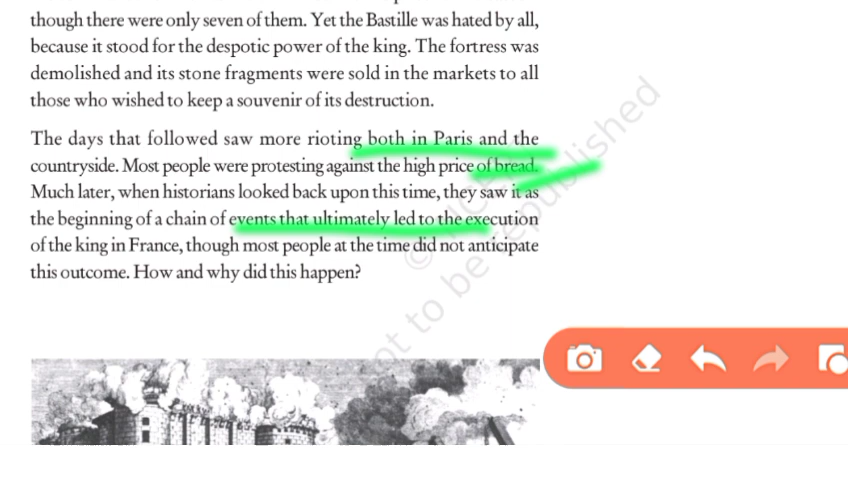 though there were only seven of them. Yet the Bastille was hated by all,
because it stood for the despotic power of the king. The fortress was
demolished and its stone fragments were sold in the markets to all
those who wished to keep a souvenir of its destruction.
The days that followed saw more rioting both in Paris and the
countryside. Most people were protesting against the high price of bread.
Much later, when historians looked back upon this time, they saw it as
the beginning of a chain of events that ultimately led to the execution
of the king in France, though most people at the time did not anticipate
this outcome. How and why did this happen?
©
to be republished